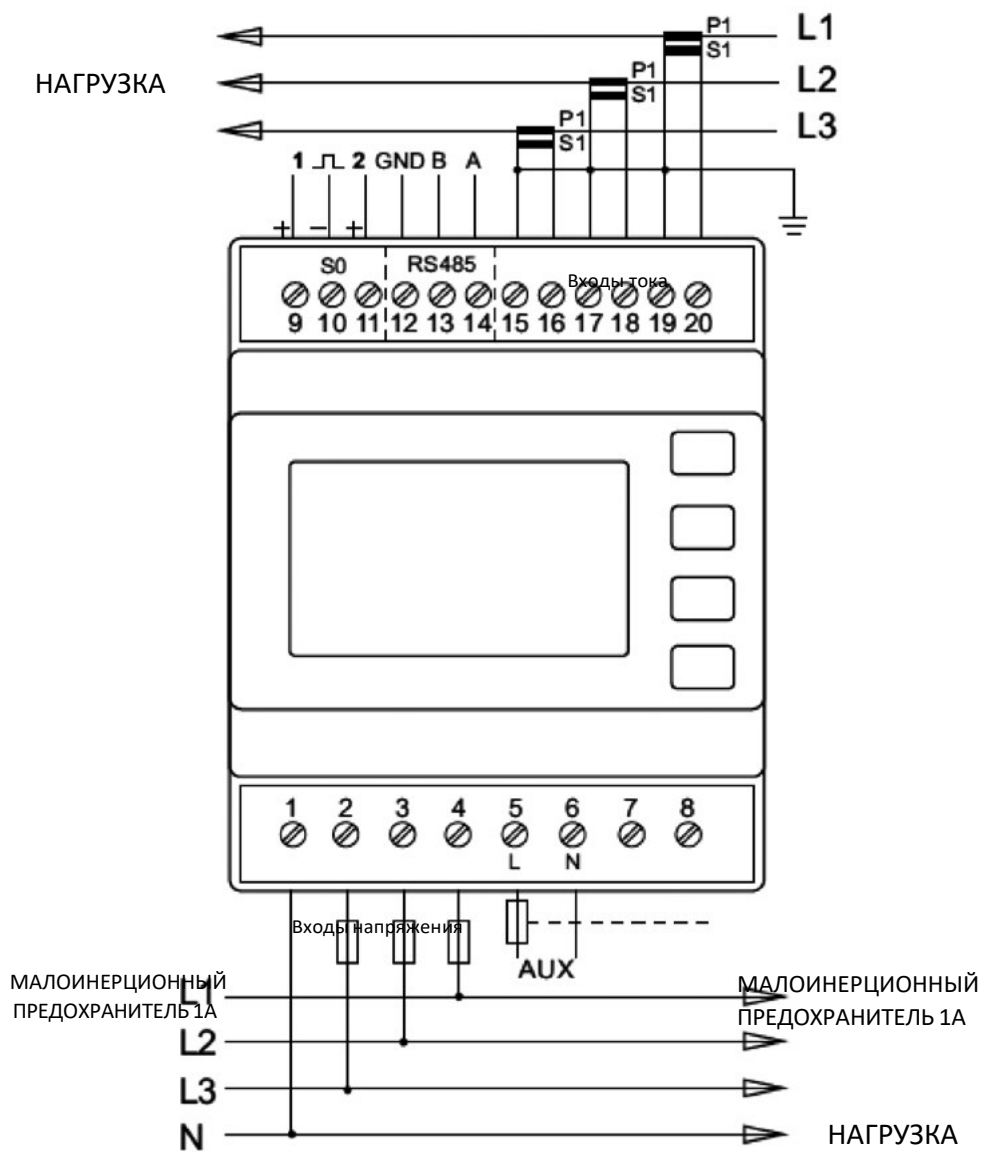 P1 L1
S1
НАГРУЗКА
P1 L2
S1
P1 L3
S1
1 2 GND B A
+ − +
S0 RS485 Входы тока
9 10 11 12 13 14 15 16 17 18 19 20
1 2 3 4 5 6 7 8
L N
Входы напряжения
AUX
МАЛОИНЕРЦИОННЫЙ
ПРЕДОХРАНИТЕЛЬ 1А
L1
МАЛОИНЕРЦИОННЫЙ
ПРЕДОХРАНИТЕЛЬ 1А
L2
L3
N НАГРУЗКА